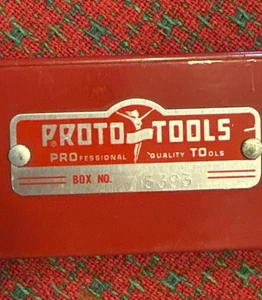 PROTO TOOLS
PROFESSIONAL QUALITY TOOLS
BOX NO.